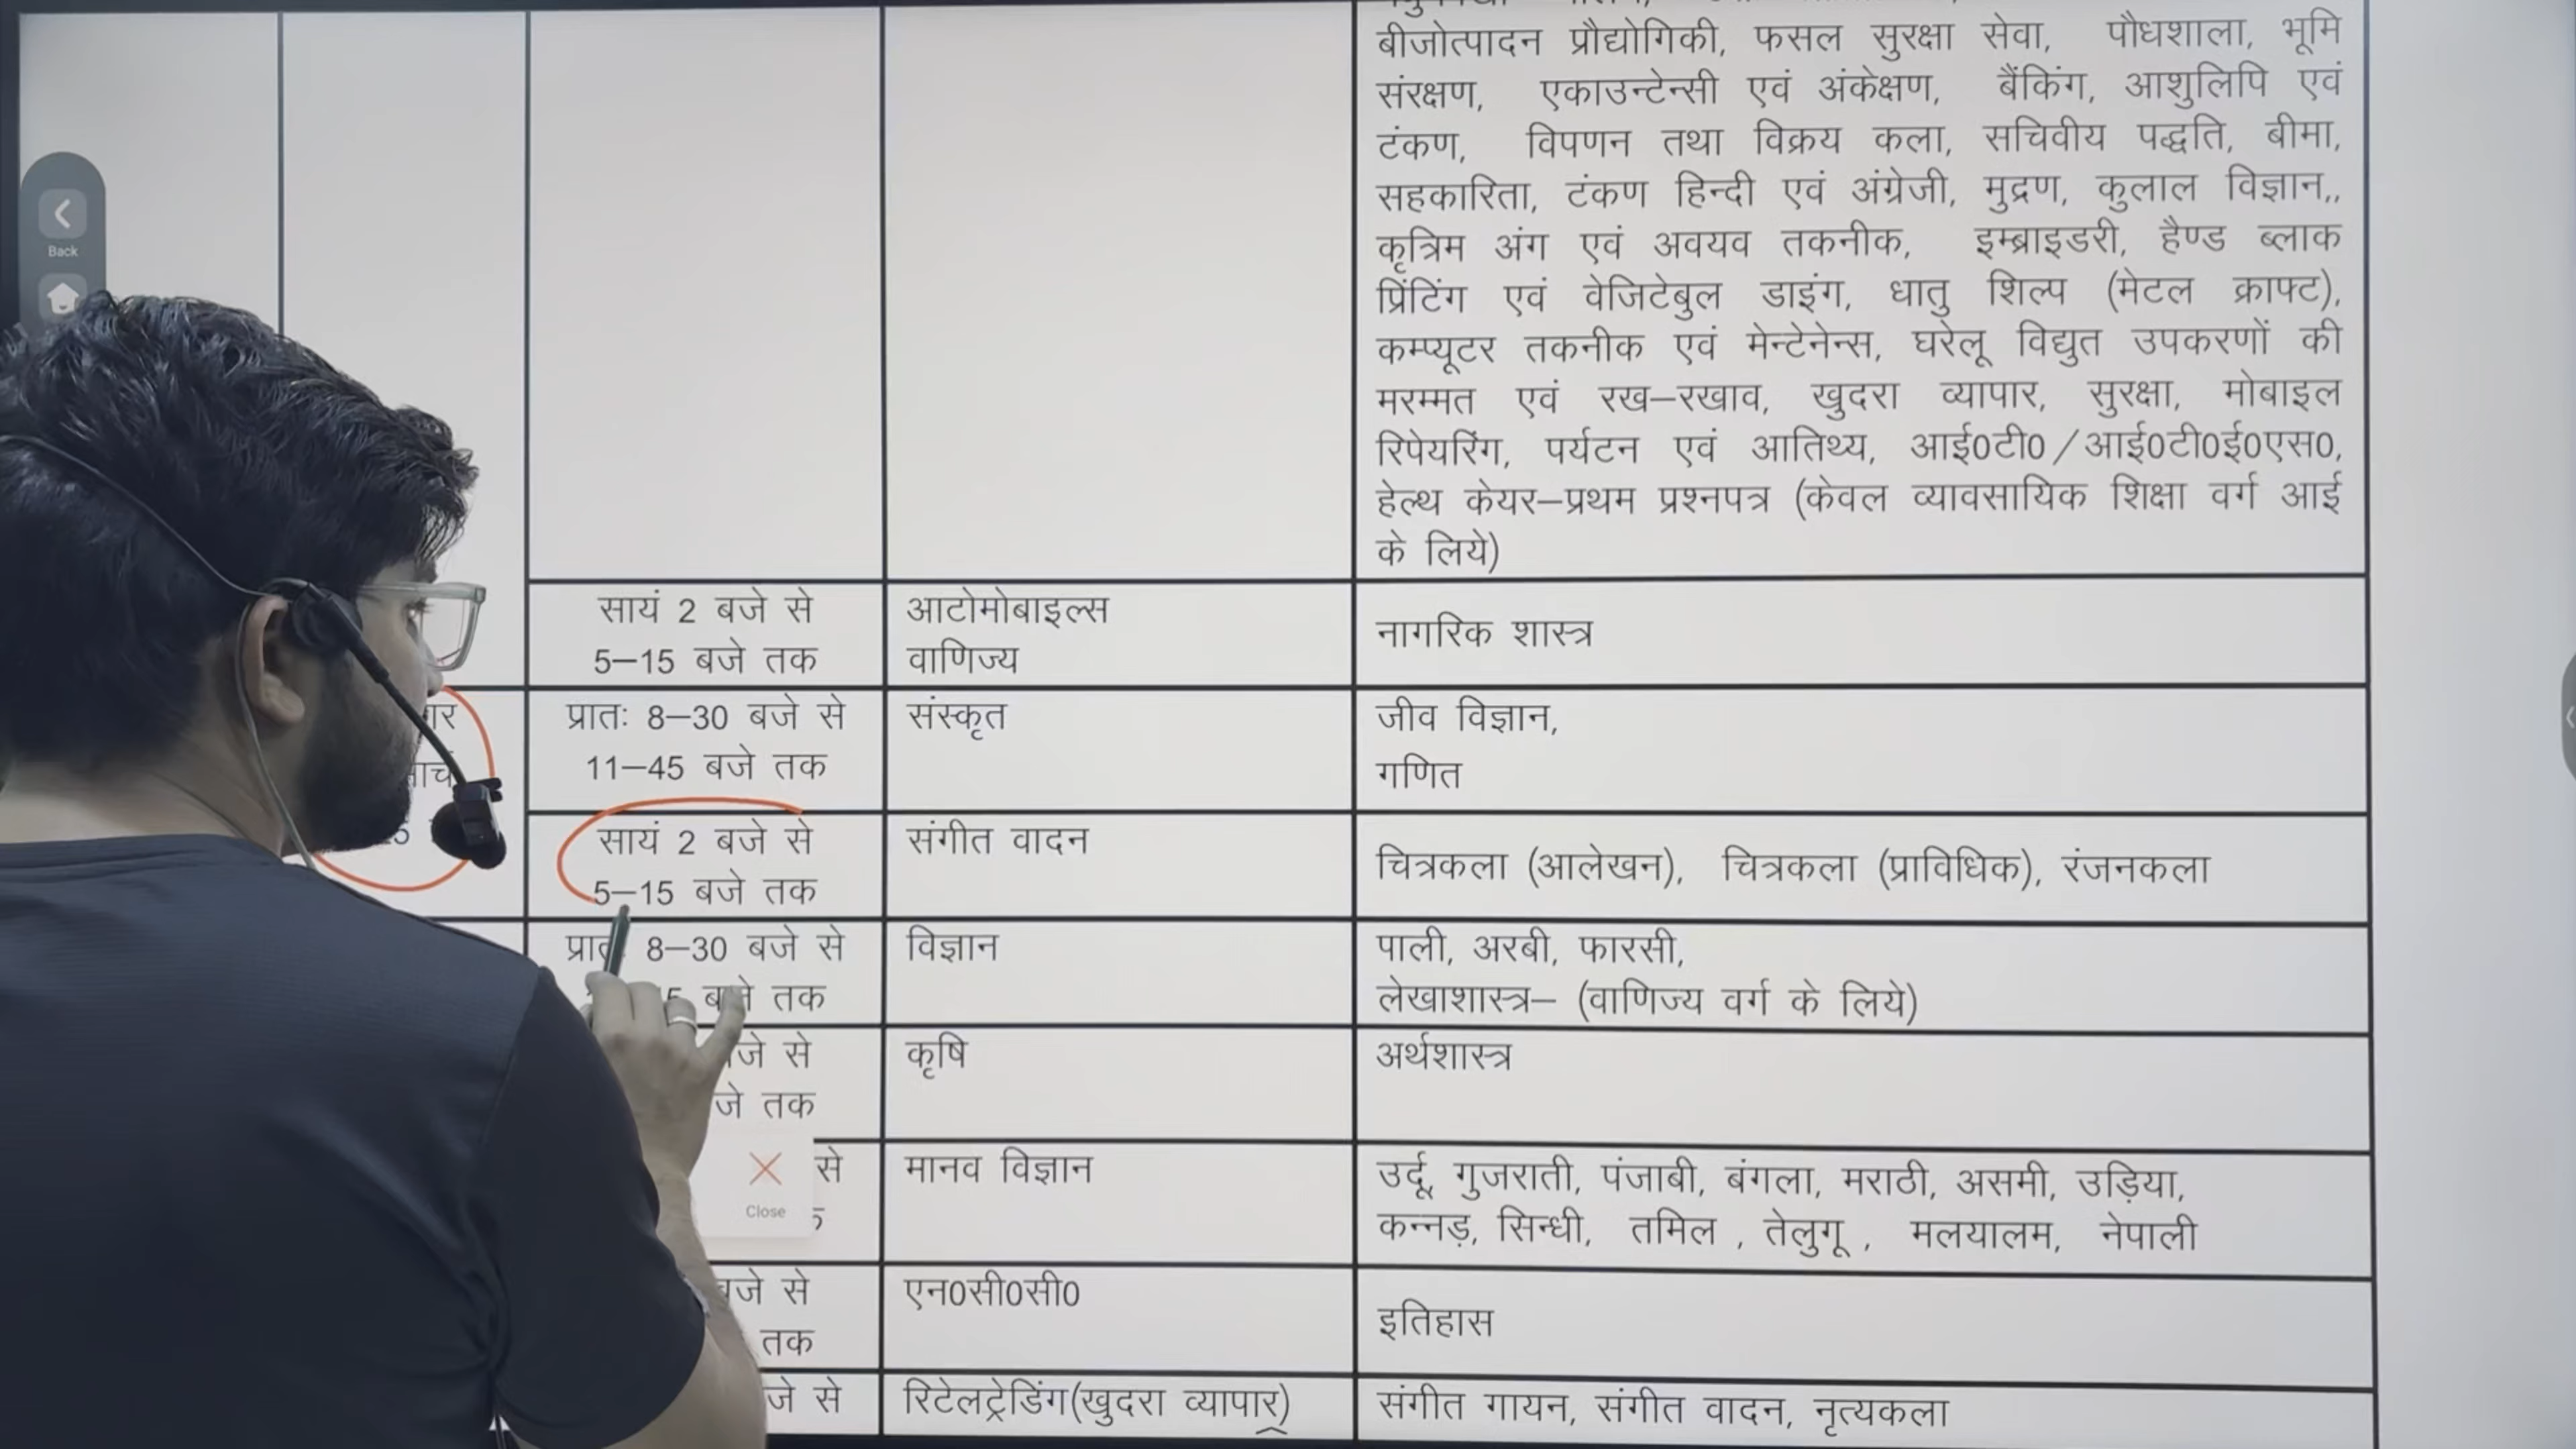 बीजोत्पादन प्रौद्योगिकी, फसल सुरक्षा सेवा, पौधशाला, भूमि
संरक्षण, एकाउन्टेन्सी एवं अंकेक्षण, बैंकिंग, आशुलिपि एवं
टंकण, विपणन तथा विक्रय कला, सचिवीय पद्धति, बीमा,
सहकारिता, टंकण हिन्दी एवं अंग्रेजी, मुद्रण, कुलाल विज्ञान,,
कृत्रिम अंग एवं अवयव तकनीक, इम्ब्राइडरी, हैण्ड ब्लाक
प्रिंटिंग एवं वेजिटेबुल डाइंग, धातु शिल्प (मेटल क्राफ्ट),
कम्प्यूटर तकनीक एवं मेन्टेनेन्स, घरेलू विद्युत उपकरणों की
मरम्मत एवं रख–रखाव, खुदरा व्यापार, सुरक्षा, मोबाइल
रिपेयरिंग, पर्यटन एवं आतिथ्य, आई0टी0/आई0टी0ई0एस0,
हेल्थ केयर–प्रथम प्रश्नपत्र (केवल व्यावसायिक शिक्षा वर्ग आई
के लिये)
Back
सायं 2 बजे से
5–15 बजे तक
आटोमोबाइल्स
वाणिज्य
नागरिक शास्त्र
प्रातः 8–30 बजे से
11–45 बजे तक
संस्कृत
जीव विज्ञान,
गणित
सायं 2 बजे से
5–15 बजे तक
संगीत वादन
चित्रकला (आलेखन), चित्रकला (प्राविधिक), रंजनकला
8–30 बजे से
तक
विज्ञान
पाली, अरबी, फारसी,
लेखाशास्त्र– (वाणिज्य वर्ग के लिये)
से
तक
कृषि
अर्थशास्त्र
से
Close
मानव विज्ञान
उर्दू, गुजराती, पंजाबी, बंगला, मराठी, असमी, उड़िया,
कन्नड़, सिन्धी, तमिल , तेलुगू , मलयालम, नेपाली
से
तक
एन0सी0सी0
इतिहास
से
रिटेलट्रेडिंग(खुदरा व्यापार)
संगीत गायन, संगीत वादन, नृत्यकला